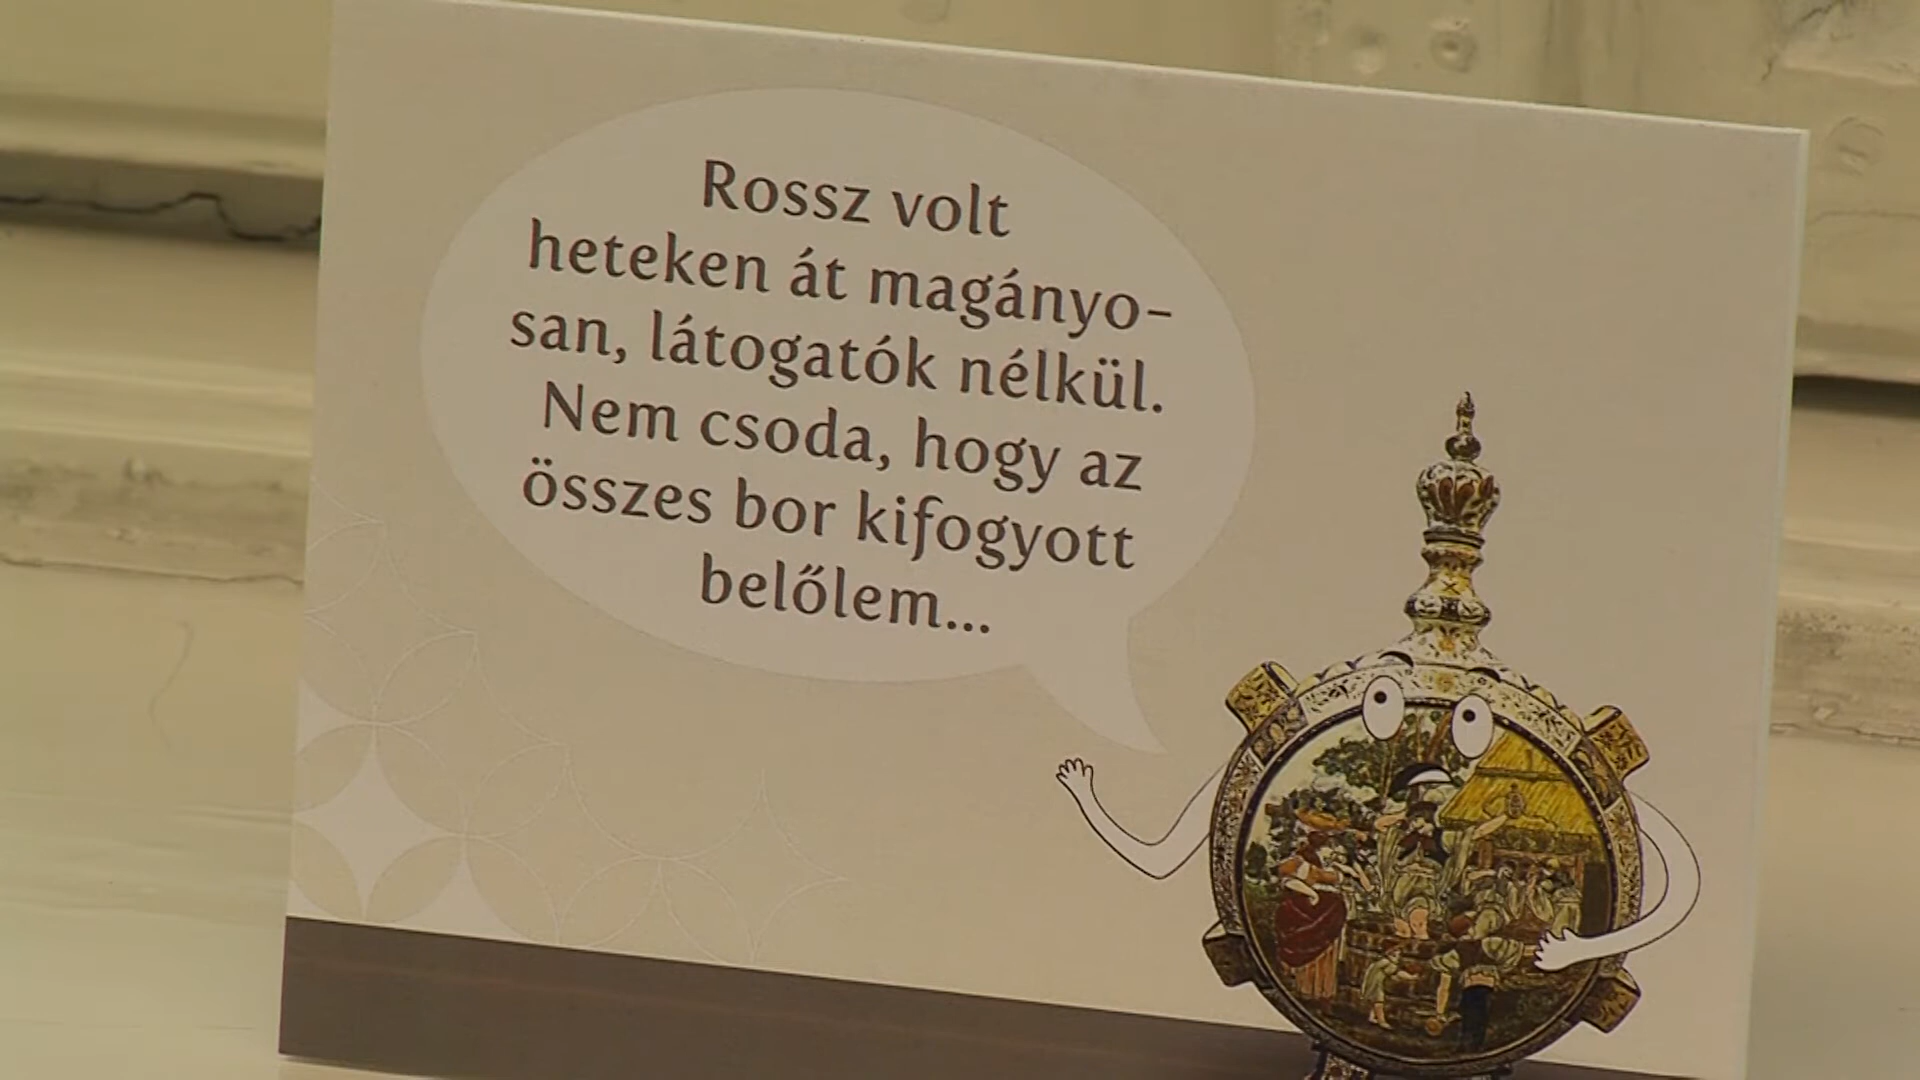 Rossz volt
heteken át magányo-
san, látogatók nélkül.
Nem csoda, hogy az
összes bor kifogyott
belőlem...